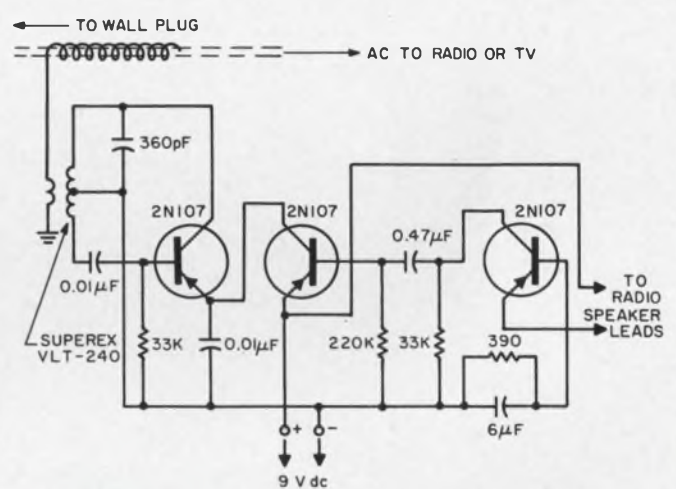 TO WALL PLUG
AC TO RADIO OR TV
360pF
2N107
2N107
2N107
0.47µF
0.01µF
TO
RADIO
SPEAKER
LEADS
SUPEREX
VLT-240
33K
0.01µF
220K
33K
390
6µF
+ -
9 V dc